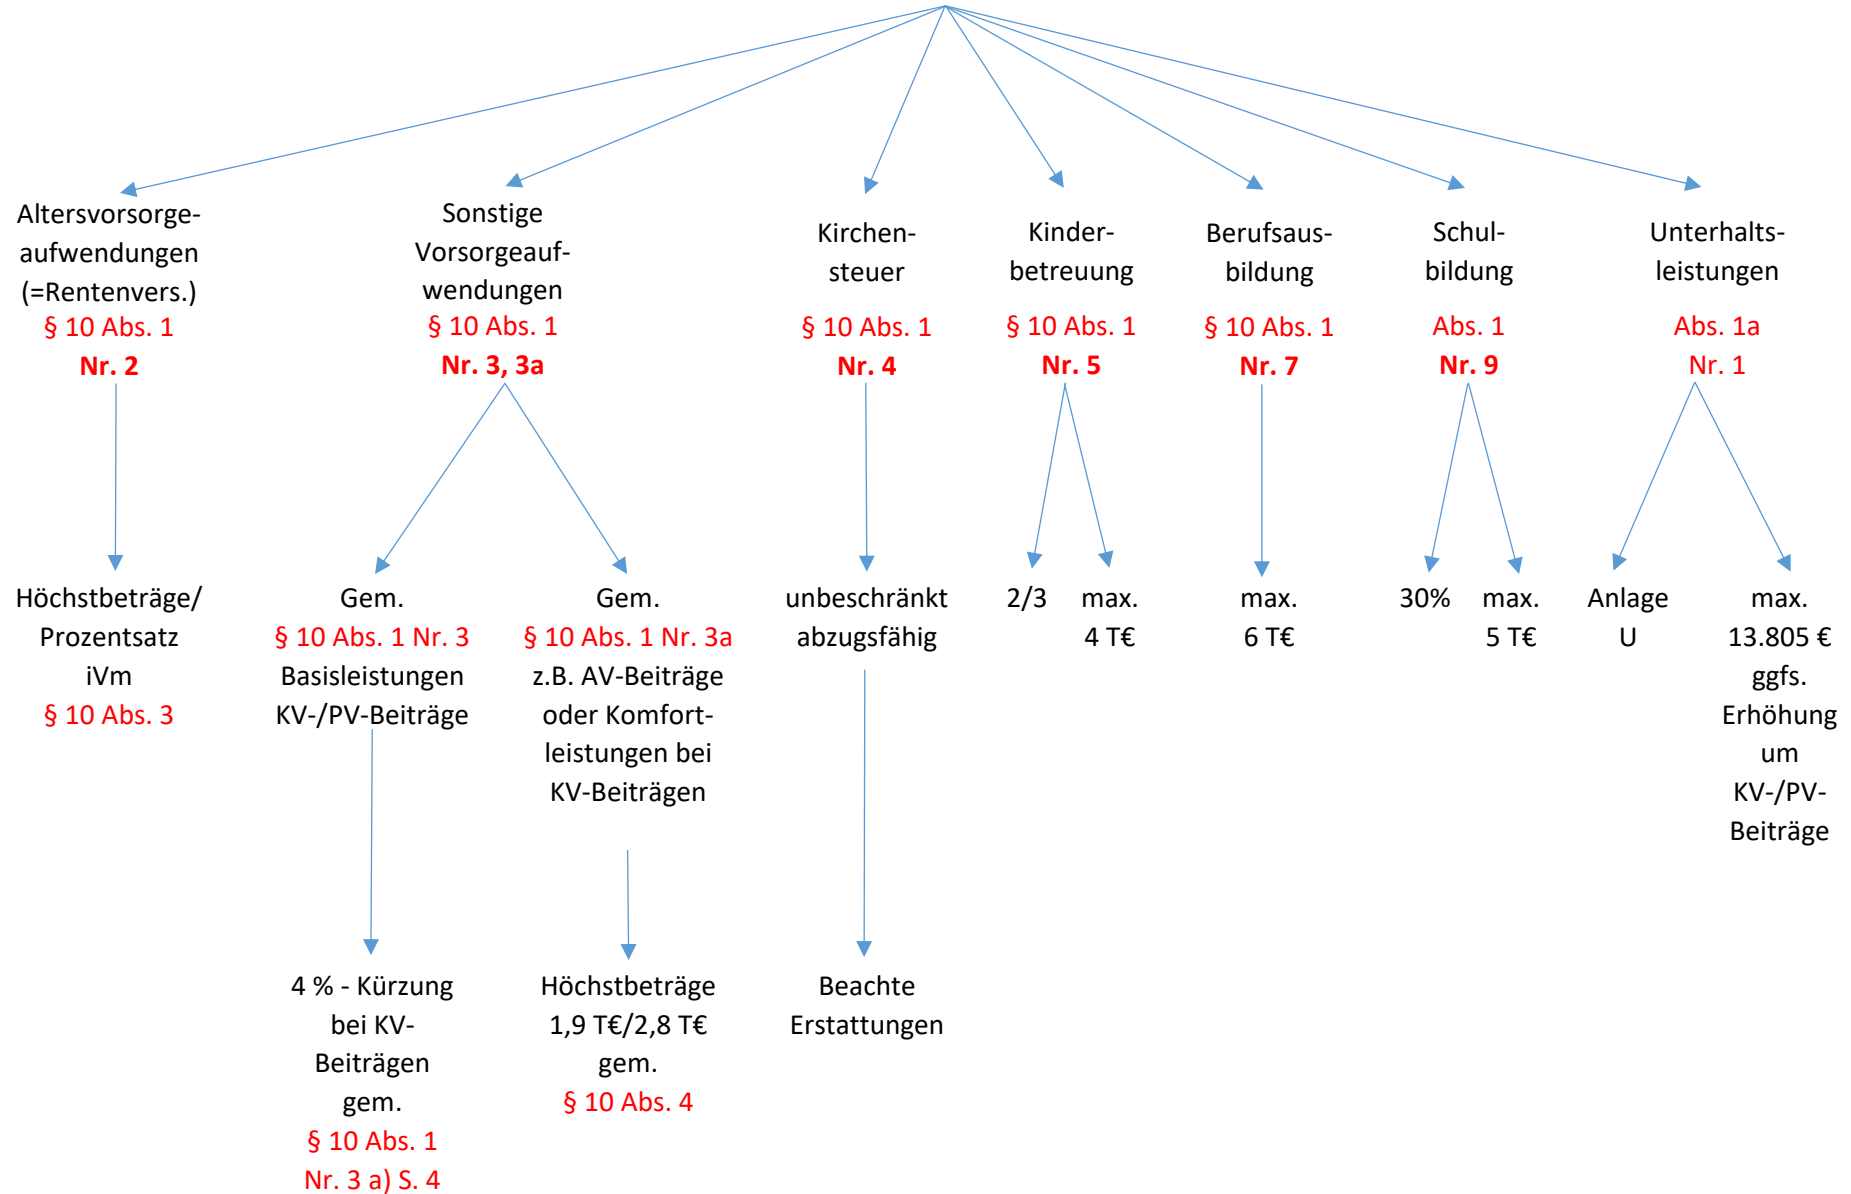 Altersvorsorge-
aufwendungen
(=Rentenvers.)
§ 10 Abs. 1
Nr. 2
Sonstige
Vorsorgeauf-
wendungen
§ 10 Abs. 1
Nr. 3, 3a
Kirchen-
steuer
§ 10 Abs. 1
Nr. 4
Kinder-
betreuung
§ 10 Abs. 1
Nr. 5
Berufsaus-
bildung
§ 10 Abs. 1
Nr. 7
Schul-
bildung
Abs. 1
Nr. 9
Unterhalts-
leistungen
Abs. 1a
Nr. 1
Höchstbeträge/
Prozentsatz
iVm
§ 10 Abs. 3
Gem.
§ 10 Abs. 1 Nr. 3
Basisleistungen
KV-/PV-Beiträge
Gem.
§ 10 Abs. 1 Nr. 3a
z.B. AV-Beiträge
oder Komfort-
leistungen bei
KV-Beiträgen
unbeschränkt
abzugsfähig
2/3
max.
4 T€
max.
6 T€
30%
max.
5 T€
Anlage
U
max.
13.805 €
ggfs.
Erhöhung
um
KV-/PV-
Beiträge
4 % - Kürzung
bei KV-
Beiträgen
gem.
§ 10 Abs. 1
Nr. 3 a) S. 4
Höchstbeträge
1,9 T€/2,8 T€
gem.
§ 10 Abs. 4
Beachte
Erstattungen